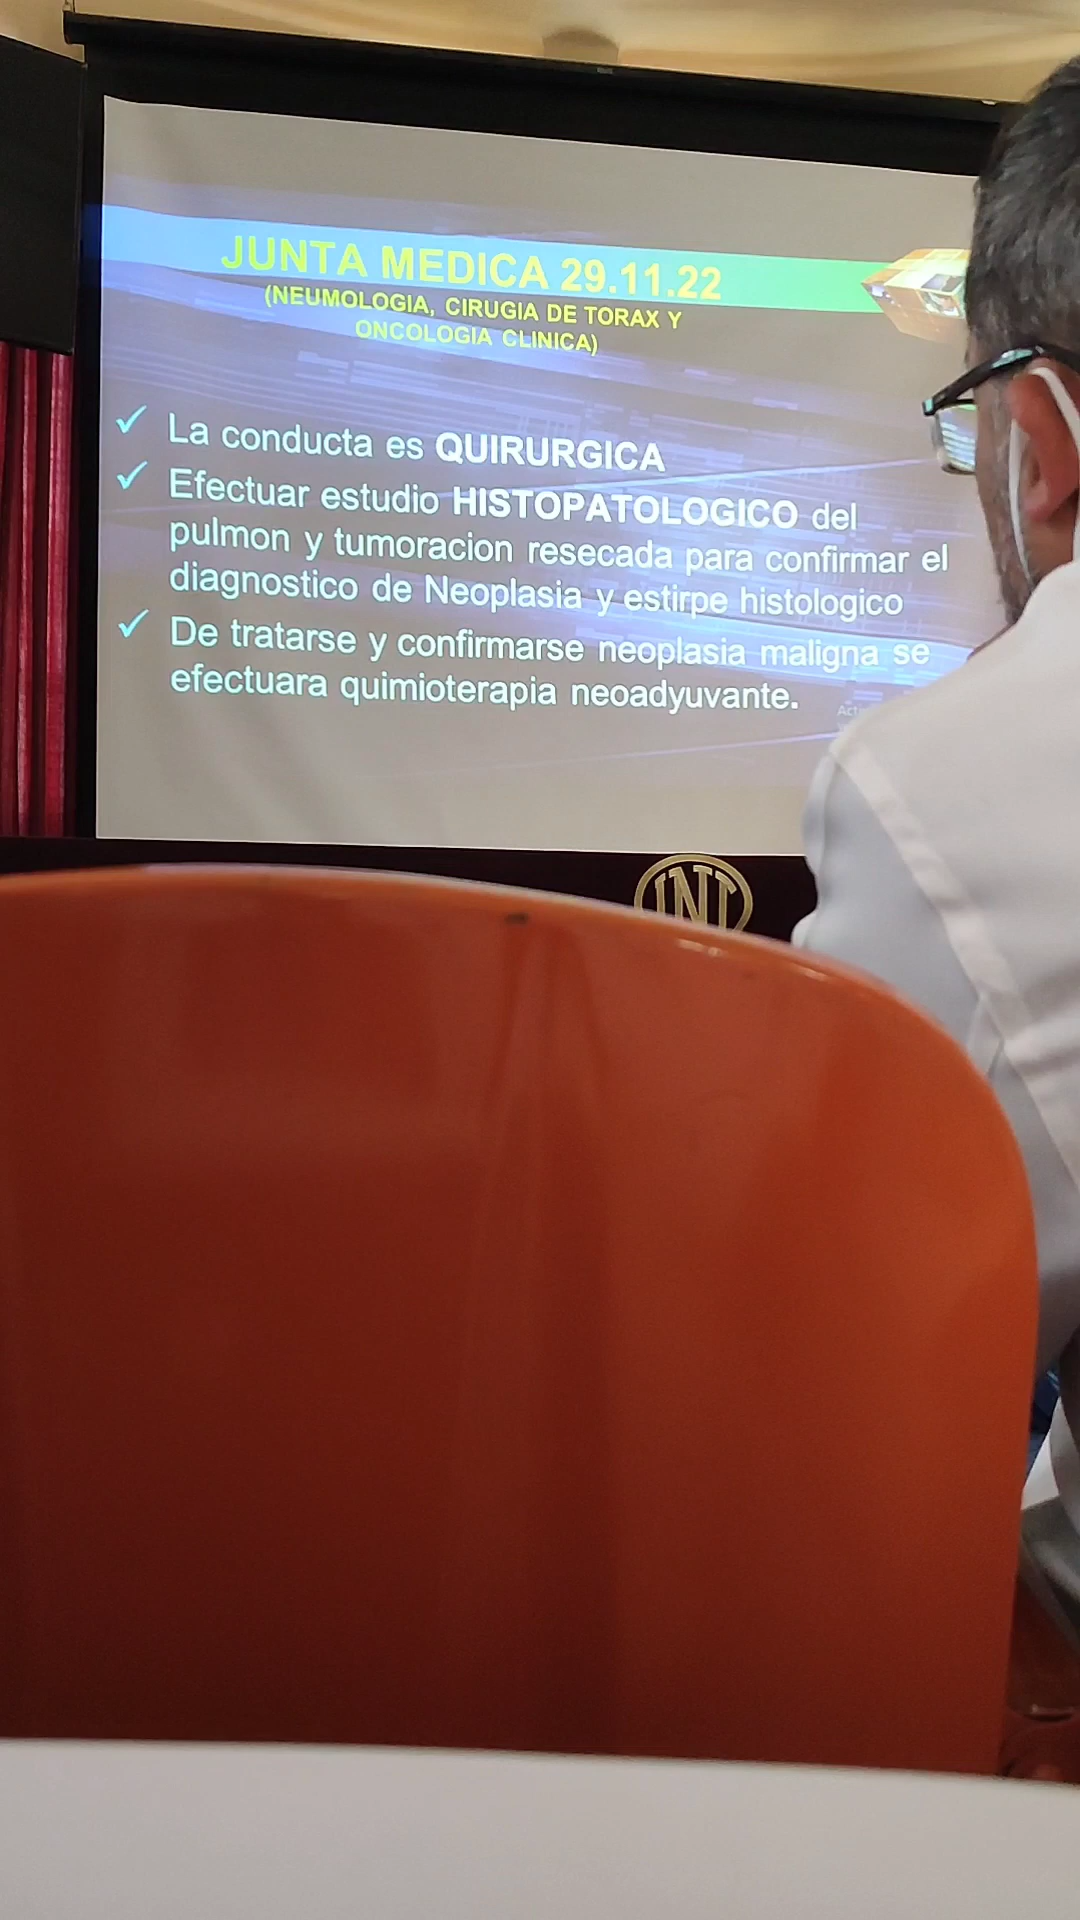 JUNTA MEDICA 29.11.22
(NEUMOLOGIA, CIRUGIA DE TORAX Y
ONCOLOGIA CLINICA)
✓ La conducta es QUIRURGICA
✓ Efectuar estudio HISTOPATOLOGICO del
pulmon y tumoracion resecada para confirmar el
diagnostico de Neoplasia y estirpe histologico
✓ De tratarse y confirmarse neoplasia maligna se
efectuara quimioterapia neoadyuvante.
INT